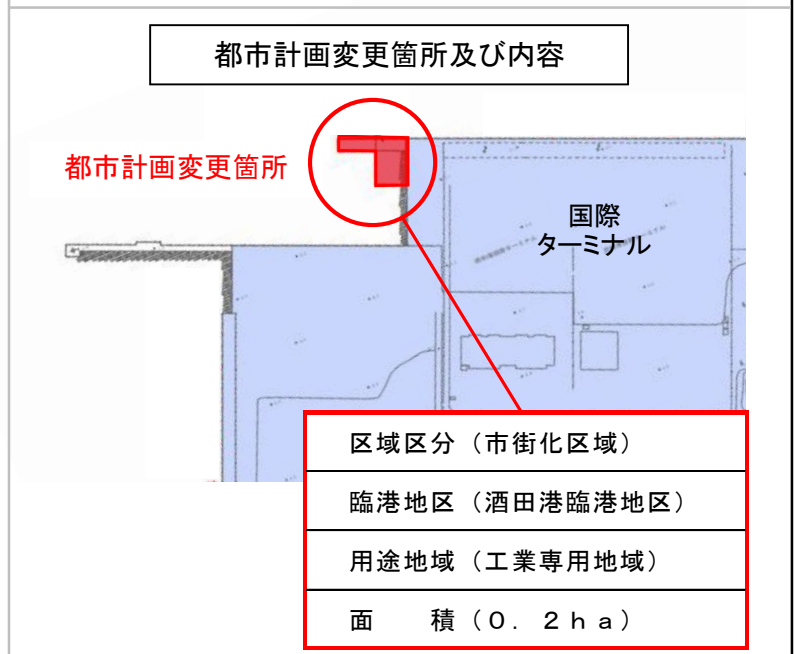 都市計画変更箇所及び内容
都市計画変更箇所
国際
ターミナル
区域区分（市街化区域）
臨港地区（酒田港臨港地区）
用途地域（工業専用地域）
面　　積（０．２ｈａ）